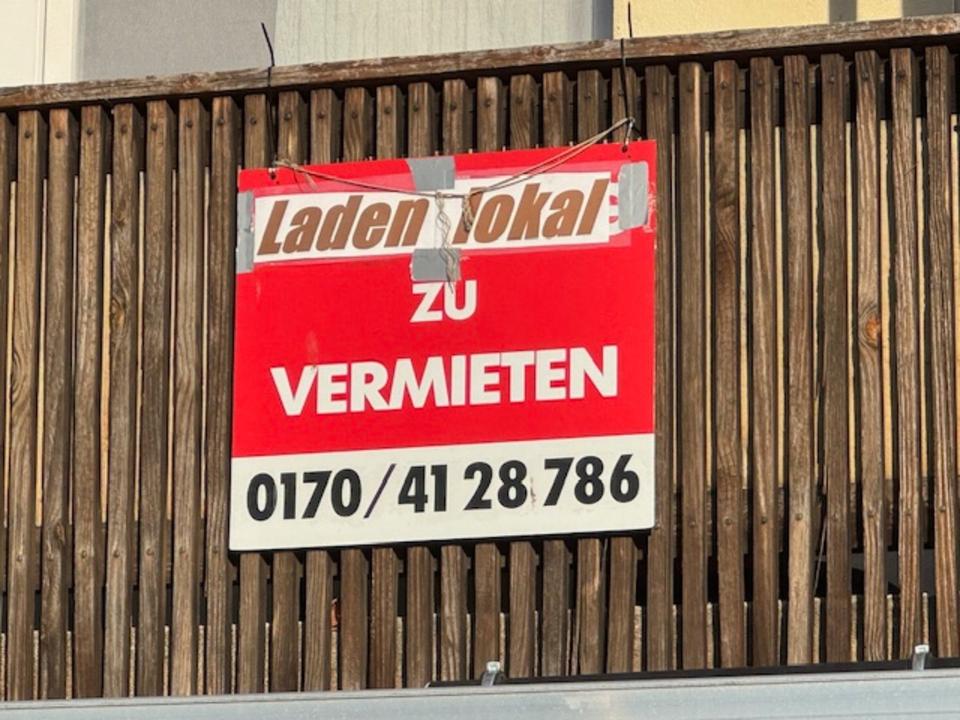 Laden lokal
ZU
VERMIETEN
0170/41 28 786